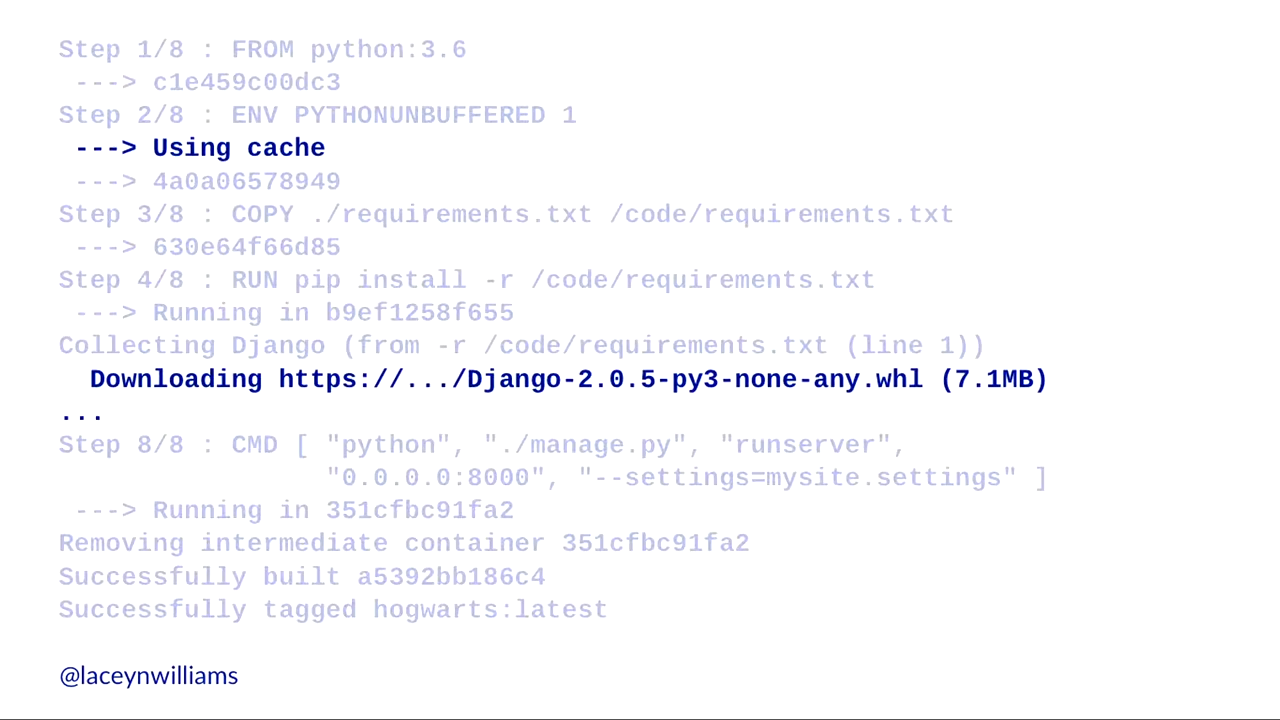 Step 1/8 : FROM python:3.6
 ---> c1e459c00dc3
Step 2/8 : ENV PYTHONUNBUFFERED 1
 ---> Using cache
 ---> 4a0a06578949
Step 3/8 : COPY ./requirements.txt /code/requirements.txt
 ---> 630e64f66d85
Step 4/8 : RUN pip install -r /code/requirements.txt
 ---> Running in b9ef1258f655
Collecting Django (from -r /code/requirements.txt (line 1))
  Downloading https://.../Django-2.0.5-py3-none-any.whl (7.1MB)
...
Step 8/8 : CMD [ "python", "./manage.py", "runserver",
                 "0.0.0.0:8000", "--settings=mysite.settings" ]
 ---> Running in 351cfbc91fa2
Removing intermediate container 351cfbc91fa2
Successfully built a5392bb186c4
Successfully tagged hogwarts:latest
@laceynwilliams